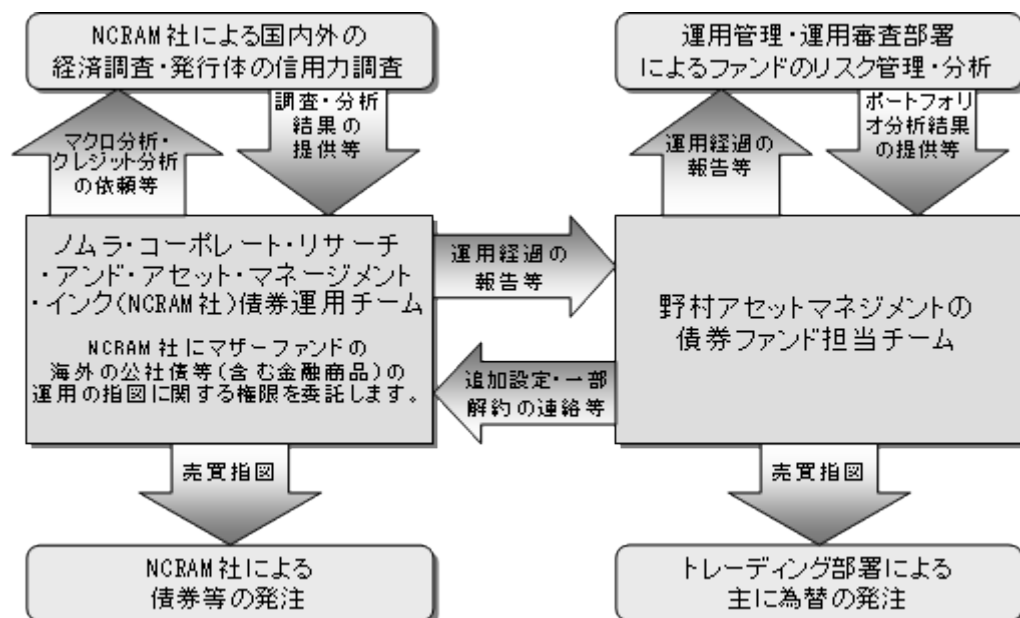 NCRAM社による国内外の
経済調査・発行体の信用力調査
運用管理・運用審査部署
によるファンドのリスク管理・分析
マクロ分析・
クレジット分析
の依頼等
調査・分析
結果の
提供等
運用経過の
報告等
ポートフォリ
オ分析結果
の提供等
ノムラ・コーポレート・リサーチ
・アンド・アセット・マネージメント
・インク(NCRAM社)債券運用チーム
NCRAM社にマザーファンドの
海外の公社債等(含む金融商品)の
運用の指図に関する権限を委託します。
運用経過の
報告等
追加設定・一部
解約の連絡等
野村アセットマネジメントの
債券ファンド担当チーム
売買指図
売買指図
NCRAM社による
債券等の発注
トレーディング部署による
主に為替の発注